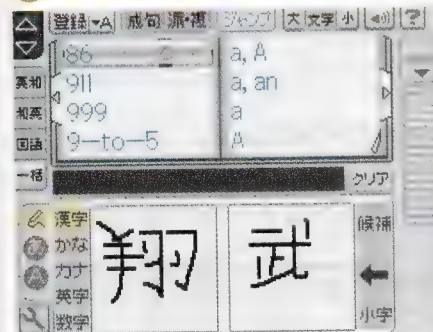 登録▼A 成句 派・複 ジャンプ 大 文字 小 ?
英和 86 a, A
911 a, an
和英 999 a
国語 9—to—5 A
一括 クリア
漢字 翔 武 候補
かな
カナ
英字
数字 小字